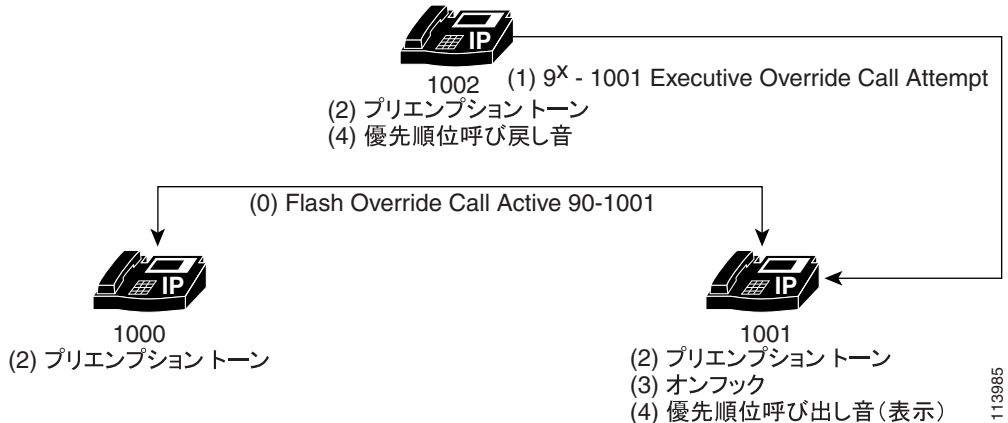 IP
1002
(1) 9X - 1001 Executive Override Call Attempt
(2) プリエンプション トーン
(4) 優先順位呼び戻し音
(0) Flash Override Call Active 90-1001
IP
1000
(2) プリエンプション トーン
IP
1001
(2) プリエンプション トーン
(3) オンフック
(4) 優先順位呼び出し音（表示）
113985